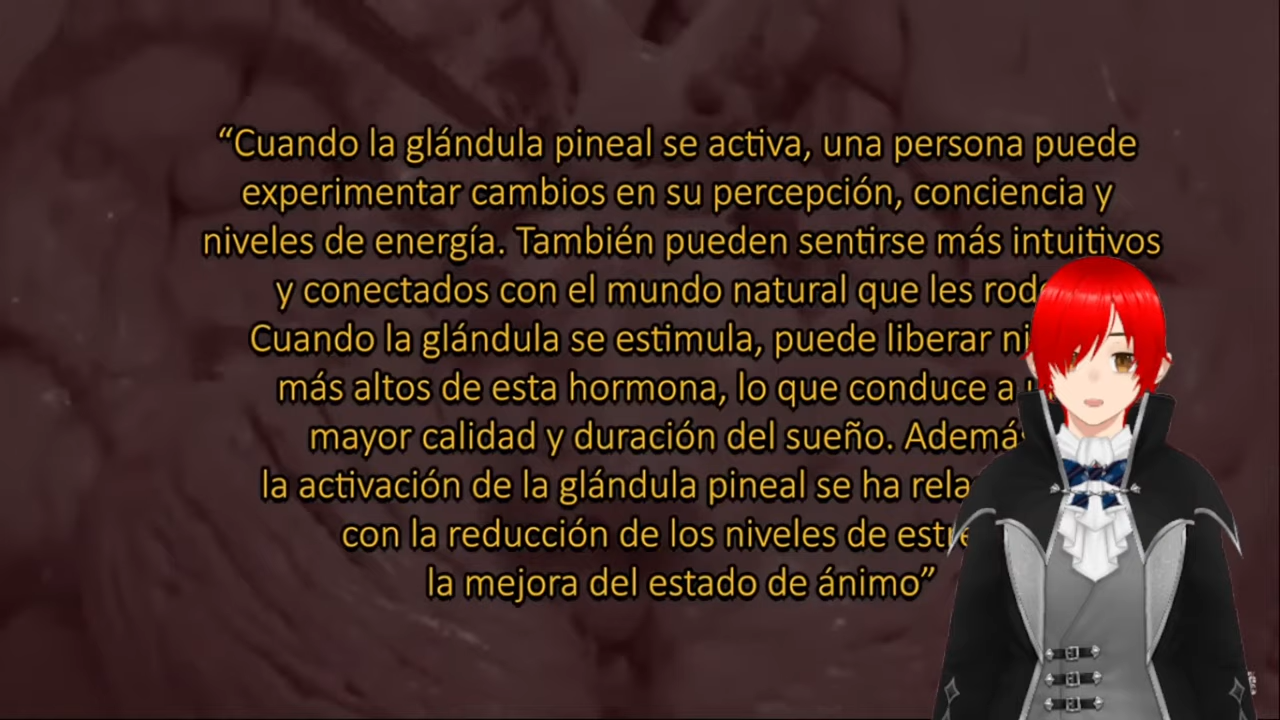 “Cuando la glándula pineal se activa, una persona puede
experimentar cambios en su percepción, conciencia y
niveles de energía. También pueden sentirse más intuitivos
y conectados con el mundo natural que les
Cuando la glándula se estimula, puede liberar
más altos de esta hormona, lo que conduce a
mayor calidad y duración del sueño. Además
la activación de la glándula pineal se ha
con la reducción de los niveles de
la mejora del estado de ánimo”